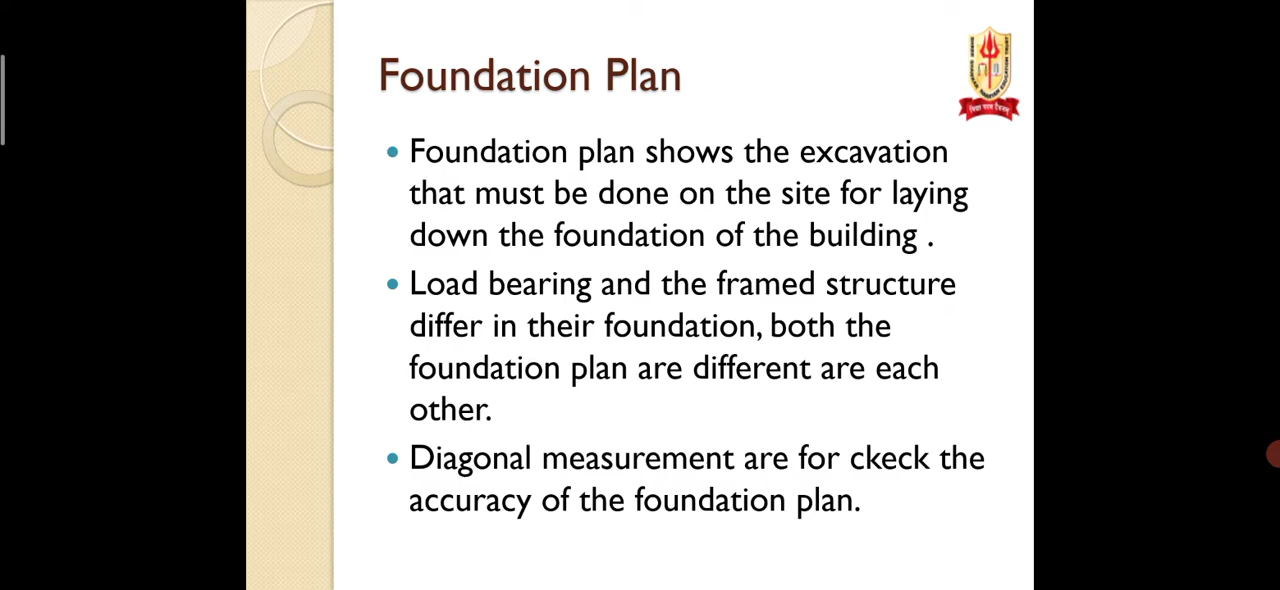 Foundation Plan
Foundation plan shows the excavation
that must be done on the site for laying
down the foundation of the building .
Load bearing and the framed structure
differ in their foundation, both the
foundation plan are different are each
other.
Diagonal measurement are for ckeck the
accuracy of the foundation plan.